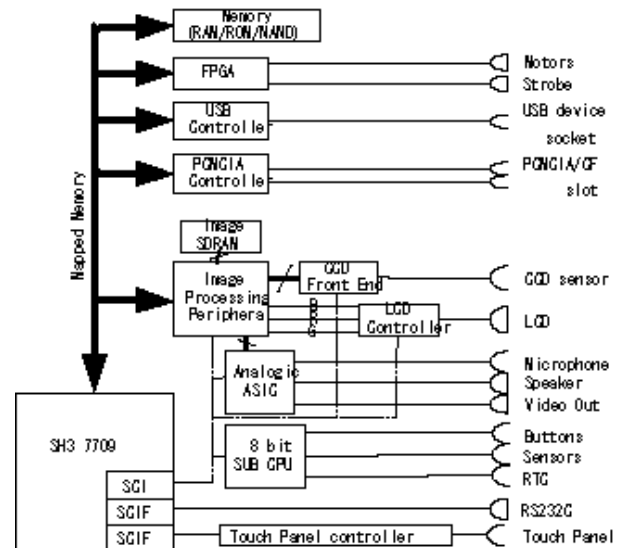 Memory
(RAM/ROM/NAND)
FPGA
Motors
Strobe
USB
Controller
USB device
socket
PCMCIA
Controller
PCMCIA/CF
slot
Mapped Memory
Image
SDRAM
Image
Processing
Peripheral
CCD
Front End
CCD sensor
LCD
Controller
LCD
Analogic
ASIC
Microphone
Speaker
Video Out
SH3 7709
8 bit
SUB CPU
Buttons
Sensors
RTC
SCI
SCIF
RS232C
SCIF
Touch Panel controller
Touch Panel